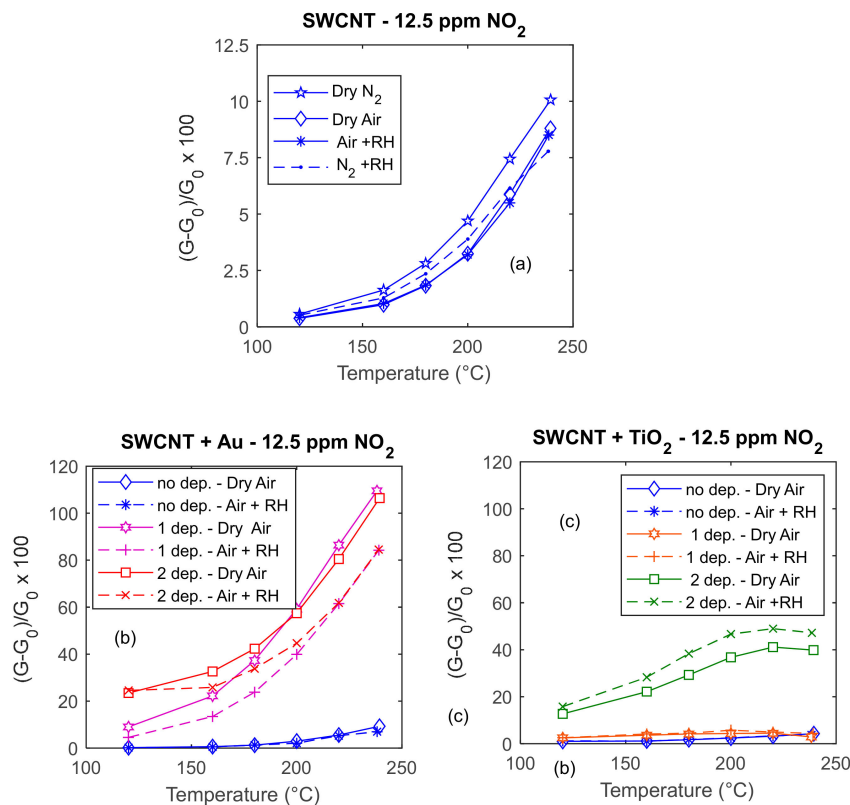 SWCNT - 12.5 ppm NO2
12.5
10
7.5
5
2.5
0
(G-G0)/G0 x 100
Dry N2
Dry Air
Air +RH
N2 +RH
(a)
100 150 200 250
Temperature (°C)
SWCNT + Au - 12.5 ppm NO2
120
100
80
60
40
20
0
(G-G0)/G0 x 100
no dep. - Dry Air
no dep. - Air + RH
1 dep. - Dry Air
1 dep. - Air + RH
2 dep. - Dry Air
2 dep. - Air + RH
(b)
100 150 200 250
Temperature (°C)
SWCNT + TiO2 - 12.5 ppm NO2
120
100
80
60
40
20
0
(G-G0)/G0 x 100
no dep. - Dry Air
no dep. - Air + RH
1 dep. - Dry Air
1 dep. - Air + RH
2 dep. - Dry Air
2 dep. - Air +RH
(c)
(c)
100 150 200 250
(b)
Temperature (°C)